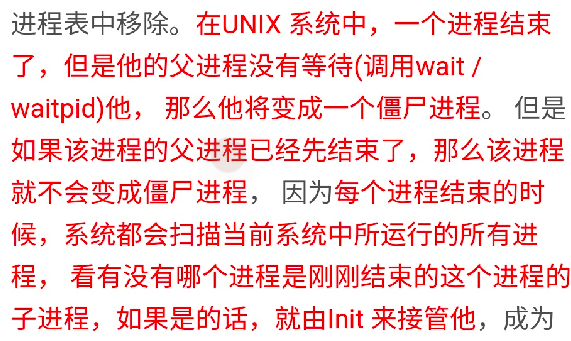 进程表中移除。在UNIX 系统中，一个进程结束
了，但是他的父进程没有等待(调用wait /
waitpid)他， 那么他将变成一个僵尸进程。 但是
如果该进程的父进程已经先结束了，那么该进程
就不会变成僵尸进程， 因为每个进程结束的时
候，系统都会扫描当前系统中所运行的所有进
程， 看有没有哪个进程是刚刚结束的这个进程的
子进程，如果是的话，就由Init 来接管他，成为